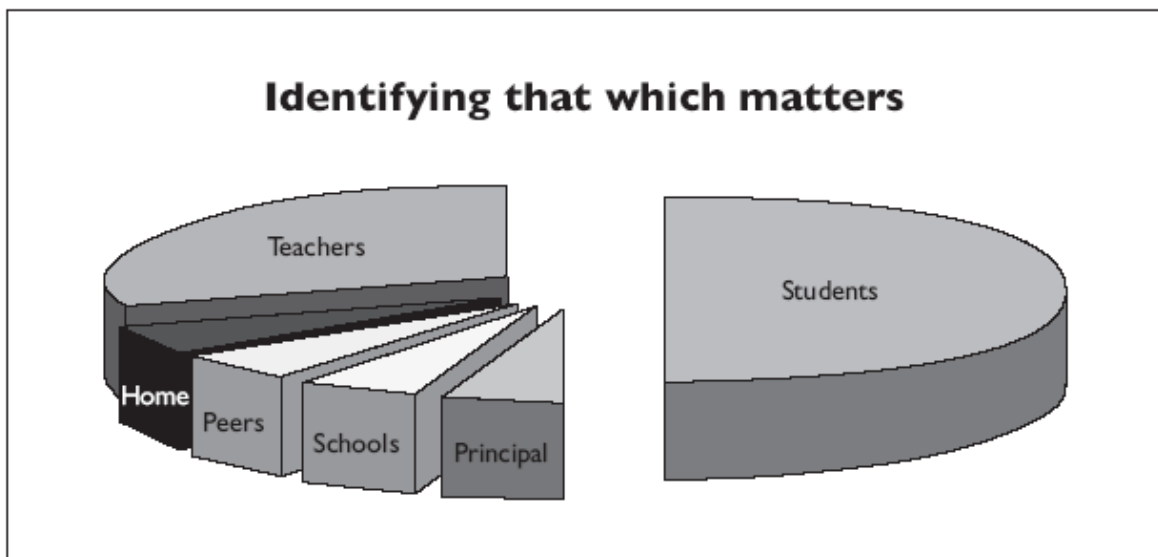 Identifying that which matters
Teachers
Students
Home
Peers
Schools
Principal